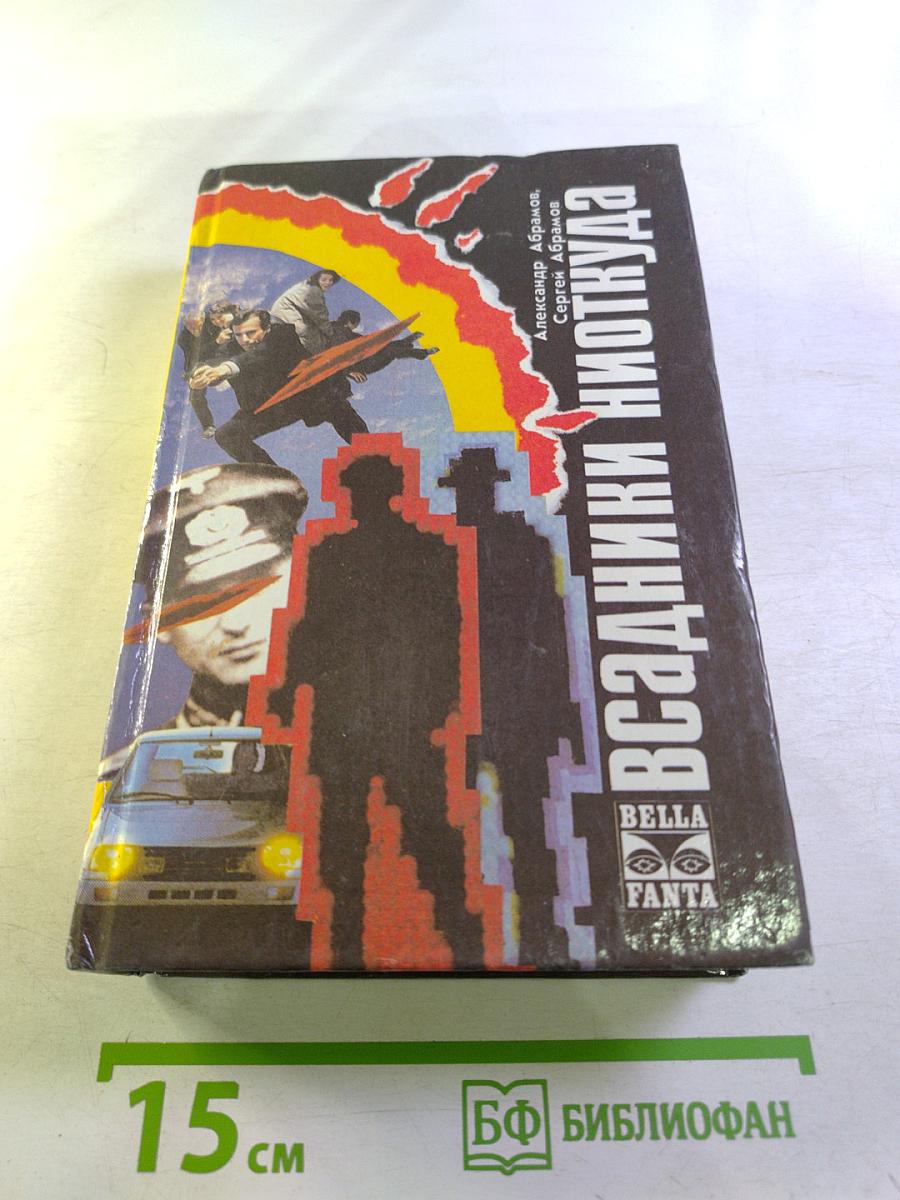 Александр Абрамов,
Сергей Абрамов
ВСАДНИКИ НИОТКУДА
BELLA
FANTA
15 см
БФ БИБЛИОФАН